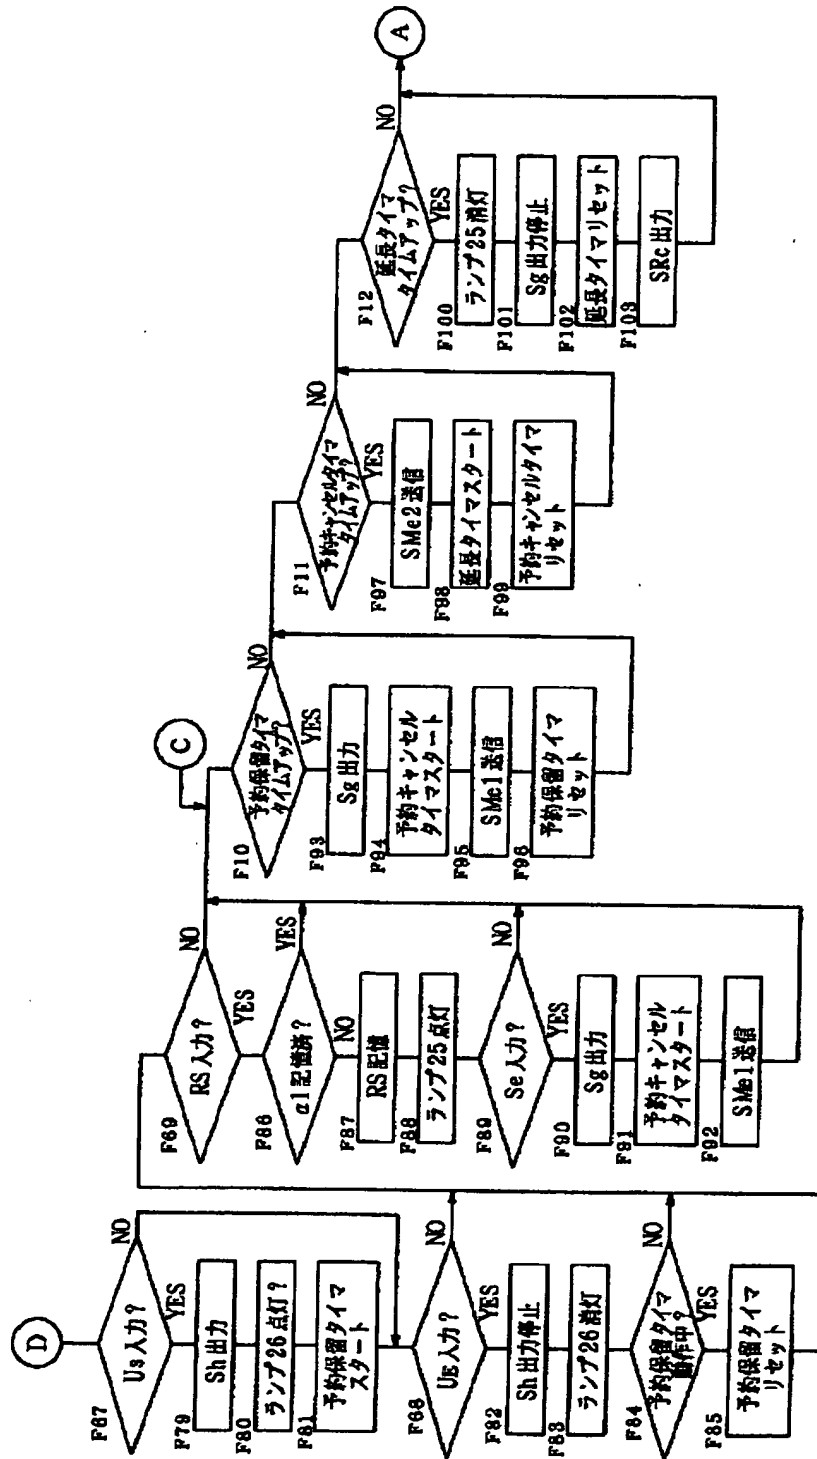 D
F67
Us入力?
NO
YES
F79
Sh出力
F80
ランプ26点灯?
F81
予約保留タイマ
スタート
F68
UE入力?
NO
YES
F82
Sh出力停止
F83
ランプ26消灯
F84
予約保留タイマ
動作中?
NO
YES
F85
予約保留タイマ
リセット
F69
RS入力?
NO
YES
F86
α1記憶済?
YES
NO
F87
RS記憶
F88
ランプ25点灯
F89
Se入力?
NO
YES
F90
Sg出力
F91
予約キャンセル
タイマスタート
F92
SMe1送信
C
F10
予約保留タイマ
タイムアップ?
NO
YES
F93
Sg出力
F94
予約キャンセル
タイマスタート
F95
SMe1送信
F96
予約保留タイマ
リセット
F11
予約キャンセルタイマ
タイムアップ?
NO
YES
F97
SMe2送信
F98
延長タイマスタート
F99
予約キャンセルタイマ
リセット
F12
延長タイマ
タイムアップ?
NO
YES
F100
ランプ25消灯
F101
Sg出力停止
F102
延長タイマリセット
F103
SRc出力
A